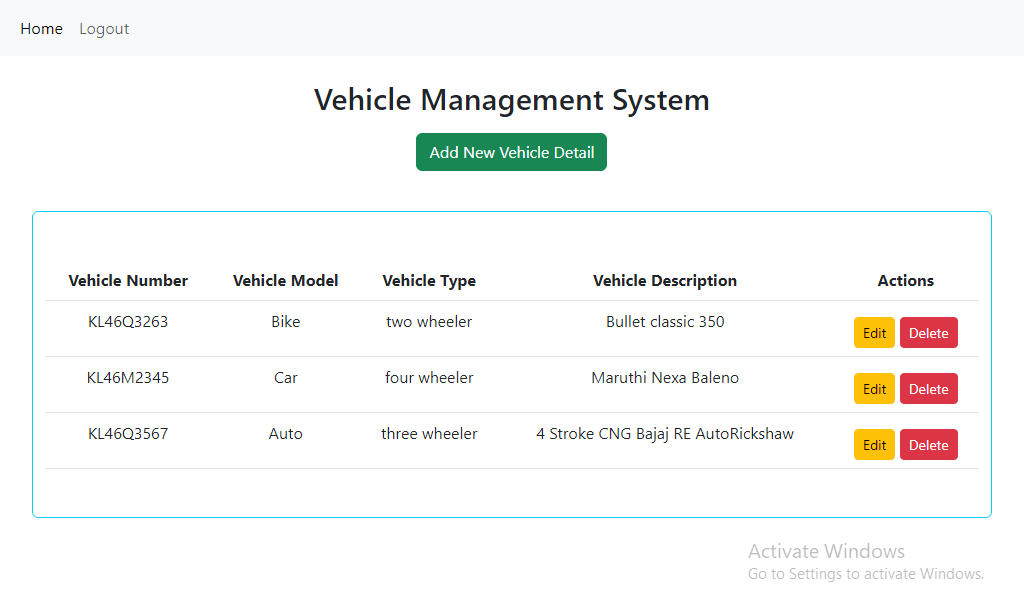 Home Logout
Vehicle Management System
Add New Vehicle Detail
Vehicle Number Vehicle Model Vehicle Type Vehicle Description Actions
KL46Q3263 Bike two wheeler Bullet classic 350 Edit Delete
KL46M2345 Car four wheeler Maruthi Nexa Baleno Edit Delete
KL46Q3567 Auto three wheeler 4 Stroke CNG Bajaj RE AutoRickshaw Edit Delete
Activate Windows
Go to Settings to activate Windows.